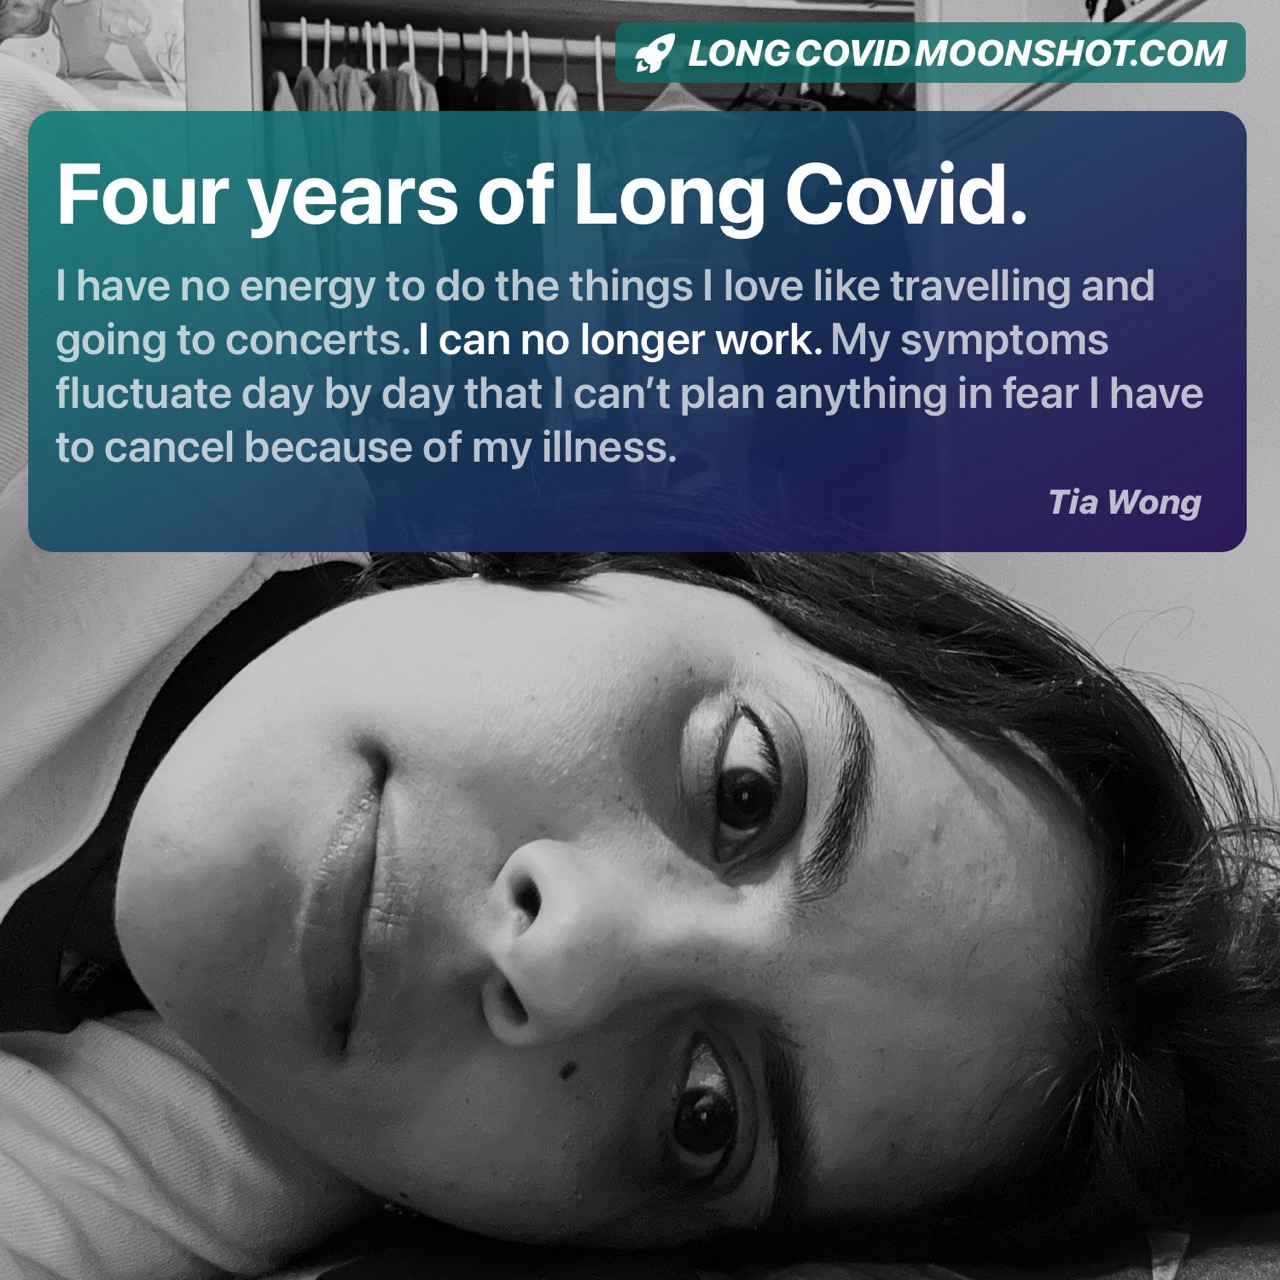 LONG COVID MOONSHOT.COM
Four years of Long Covid.
I have no energy to do the things I love like travelling and
going to concerts. I can no longer work. My symptoms
fluctuate day by day that I can’t plan anything in fear I have
to cancel because of my illness.
Tia Wong